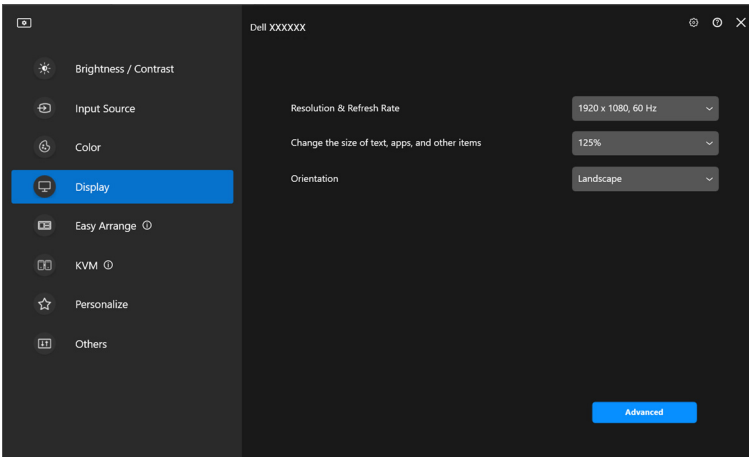 Dell XXXXXX
Brightness / Contrast
Input Source
Color
Display
Easy Arrange
KVM
Personalize
Others
Resolution & Refresh Rate
1920 x 1080, 60 Hz
Change the size of text, apps, and other items
125%
Orientation
Landscape
Advanced